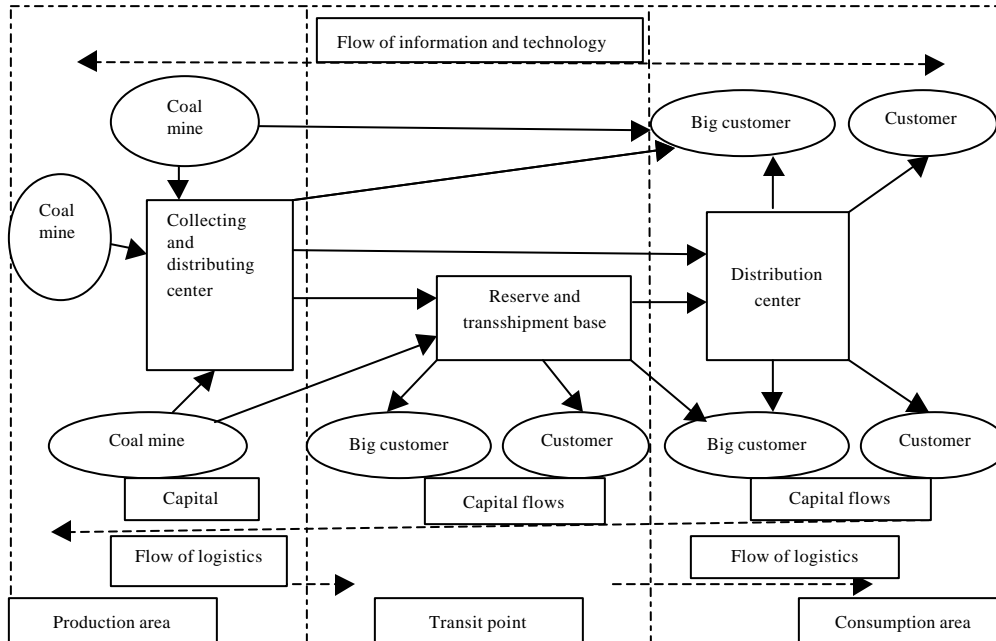 Flow of information and technology
Coal
mine
Big customer
Customer
Coal
mine
Collecting
and
distributing
center
Distribution
center
Reserve and
transshipment base
Coal mine
Big customer
Customer
Big customer
Customer
Capital
Capital flows
Capital flows
Flow of logistics
Flow of logistics
Production area
Transit point
Consumption area